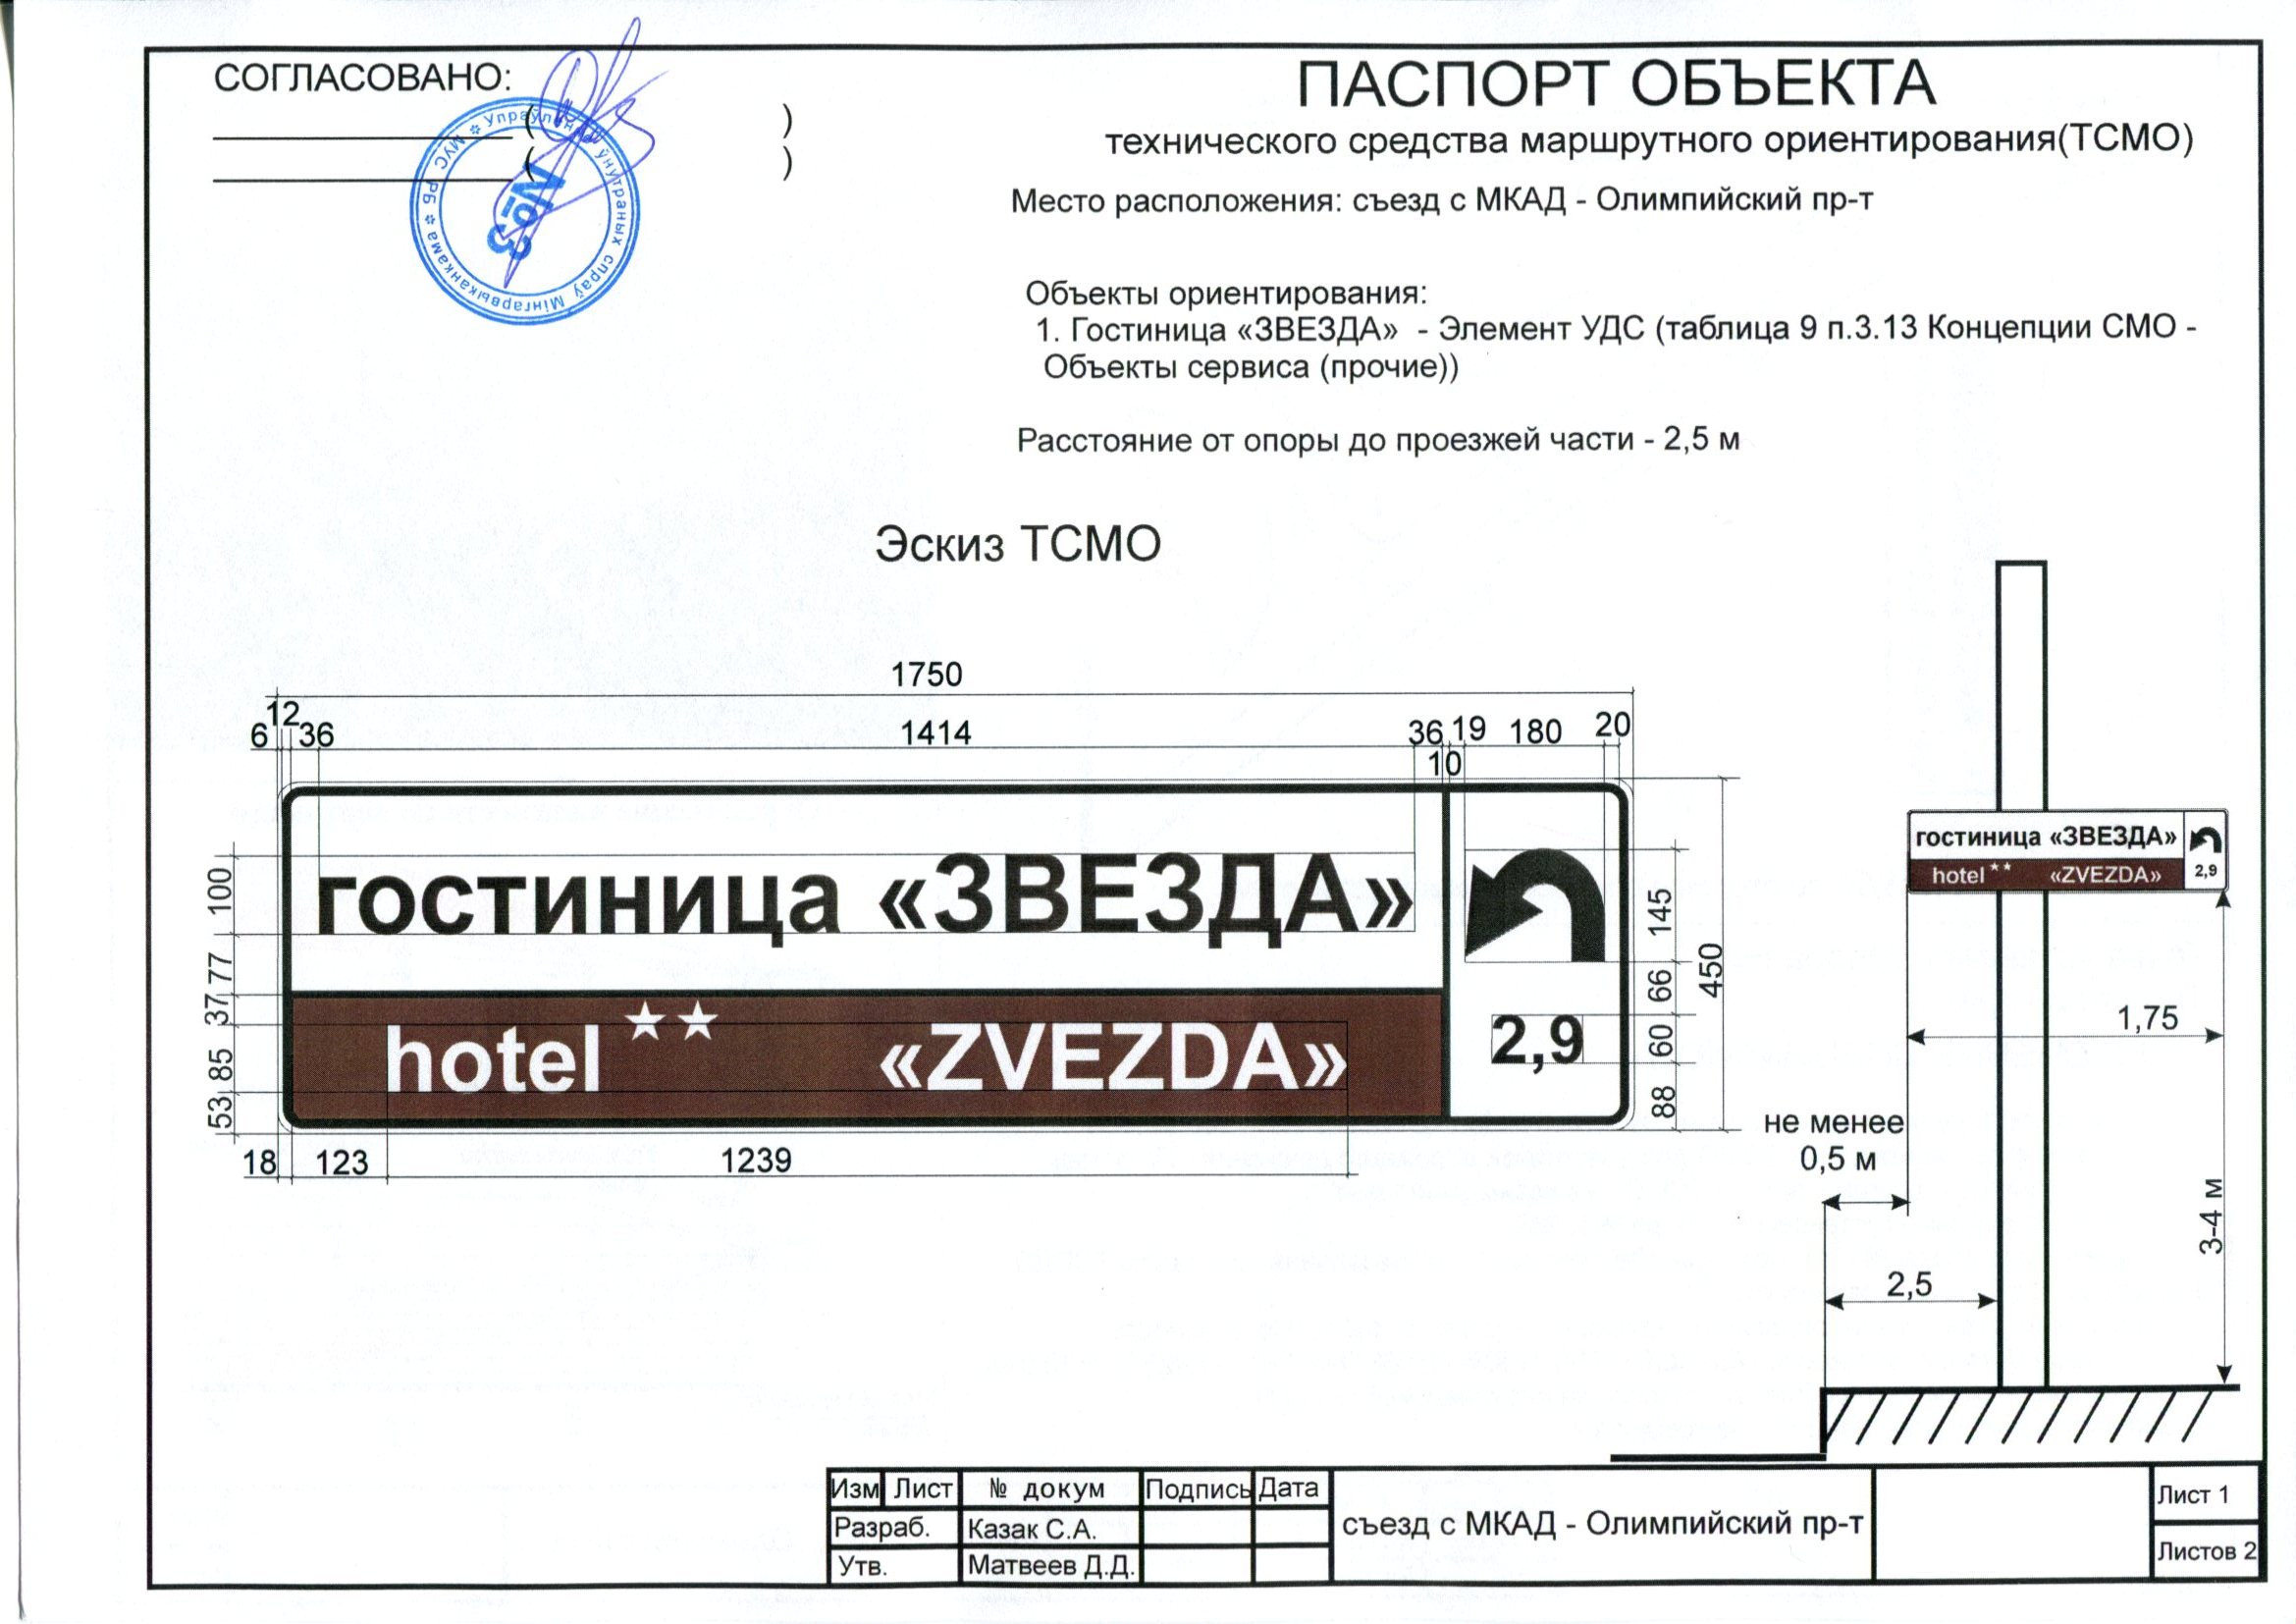 СОГЛАСОВАНО:
( )
( )
Упраўленне ўнутраных спраў Мінгарвыканкама МУС РБ
№3
ПАСПОРТ ОБЪЕКТА
технического средства маршрутного ориентирования(ТСМО)
Место расположения: съезд с МКАД - Олимпийский пр-т
Объекты ориентирования:
1. Гостиница «ЗВЕЗДА» - Элемент УДС (таблица 9 п.3.13 Концепции СМО -
Объекты сервиса (прочие))
Расстояние от опоры до проезжей части - 2,5 м
Эскиз ТСМО
1750
12
6 36 1414 36 19 180 20
10
100
77
37
85
53
гостиница «ЗВЕЗДА»
hotel ★★ «ZVEZDA»
2,9
145
66
60
88
450
18 123 1239
гостиница «ЗВЕЗДА»
hotel ★★ «ZVEZDA»
2,9
1,75
не менее
0,5 м
3-4 м
2,5
Изм Лист № докум Подпись Дата
Разраб. Казак С.А.
Утв. Матвеев Д.Д.
съезд с МКАД - Олимпийский пр-т
Лист 1
Листов 2